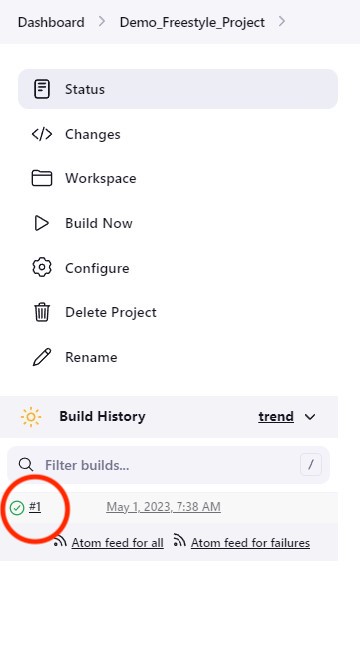 Dashboard > Demo_Freestyle_Project >
Status
Changes
Workspace
Build Now
Configure
Delete Project
Rename
Build History trend
Filter builds... /
#1 May 1, 2023, 7:38 AM
Atom feed for all Atom feed for failures